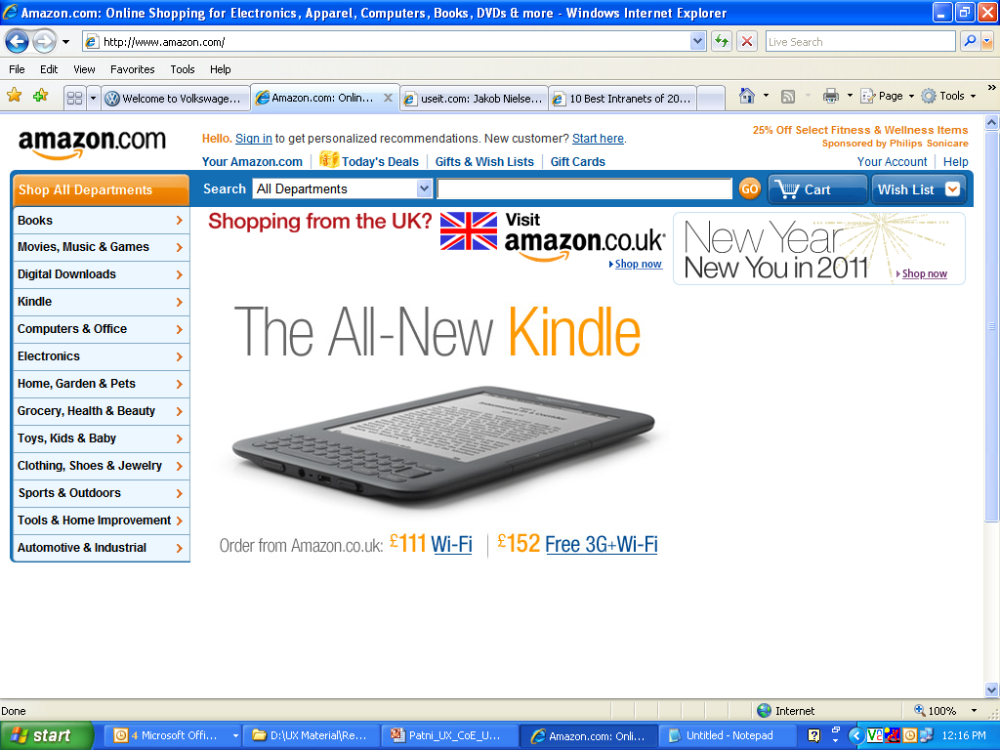 Amazon.com: Online Shopping for Electronics, Apparel, Computers, Books, DVDs & more - Windows Internet Explorer
http://www.amazon.com/
Live Search
File Edit View Favorites Tools Help
Welcome to Volkswage...
Amazon.com: Onlin...
useit.com: Jakob Nielse...
10 Best Intranets of 20...
Page
Tools
amazon.com
Hello. Sign in to get personalized recommendations. New customer? Start here.
25% Off Select Fitness & Wellness Items
Sponsored by Philips Sonicare
Your Amazon.com Today's Deals Gifts & Wish Lists Gift Cards
Your Account Help
Shop All Departments
Search All Departments GO Cart Wish List
Books
Movies, Music & Games
Digital Downloads
Kindle
Computers & Office
Electronics
Home, Garden & Pets
Grocery, Health & Beauty
Toys, Kids & Baby
Clothing, Shoes & Jewelry
Sports & Outdoors
Tools & Home Improvement
Automotive & Industrial
Shopping from the UK?
Visit
amazon.co.uk
Shop now
New Year
New You in 2011
Shop now
The All-New Kindle
Order from Amazon.co.uk: £111 Wi-Fi £152 Free 3G+Wi-Fi
Done
Internet
100%
start
4 Microsoft Offi...
D:\UX Material\Re...
Patni_UX_CoE_U...
Amazon.com: Onli...
Untitled - Notepad
12:16 PM